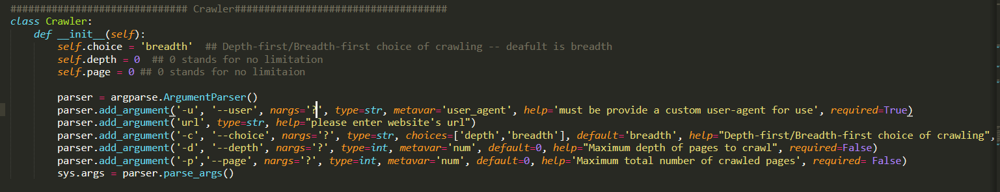 ############################## Crawler####################################
class Crawler:
    def __init__(self):
        self.choice = 'breadth'  ## Depth-first/Breadth-first choice of crawling -- deafult is breadth
        self.depth = 0  ## 0 stands for no limitation
        self.page = 0 ## 0 stands for no limitaion

        parser = argparse.ArgumentParser()
        parser.add_argument('-u', '--user', nargs='?', type=str, metavar='user_agent', help='must be provide a custom user-agent for use', required=True)
        parser.add_argument('url', type=str, help="please enter website's url")
        parser.add_argument('-c', '--choice', nargs='?', type=str, choices=['depth','breadth'], default='breadth', help="Depth-first/Breadth-first choice of crawling",
        parser.add_argument('-d', '--depth', nargs='?', type=int, metavar='num', default=0, help="Maximum depth of pages to crawl", required=False)
        parser.add_argument('-p','--page', nargs='?', type=int, metavar='num', default=0, help='Maximum total number of crawled pages', required= False)
        sys.args = parser.parse_args()